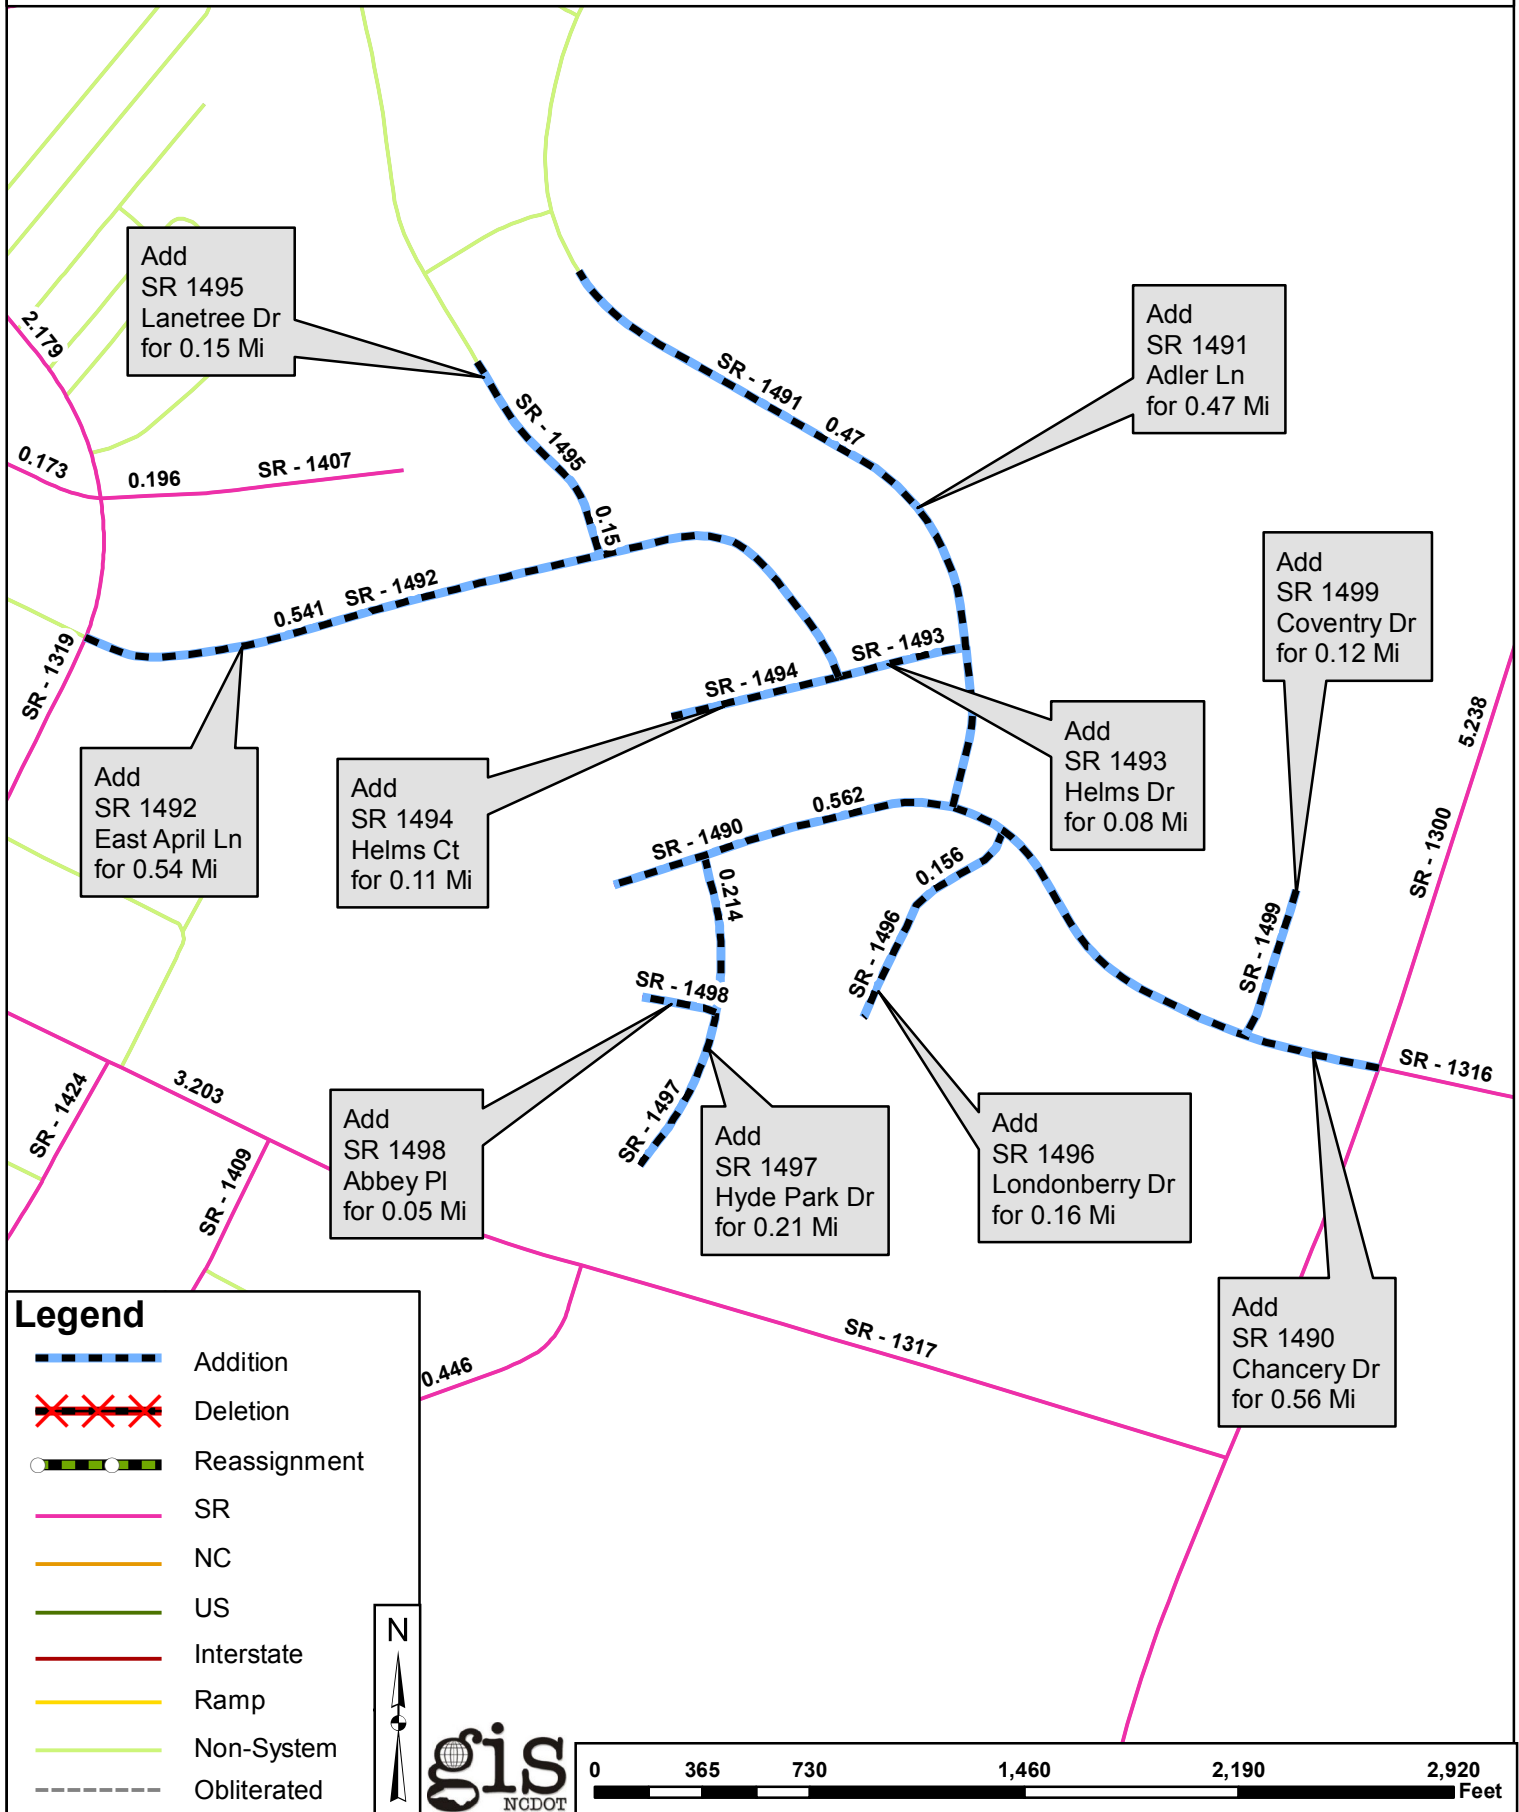 Add
SR 1495
Lanetree Dr
for 0.15 Mi
Add
SR 1491
Adler Ln
for 0.47 Mi
2.179
SR - 1491
0.47
SR - 1495
0.15
0.173
0.196
SR - 1407
Add
SR 1499
Coventry Dr
for 0.12 Mi
0.541
SR - 1492
SR - 1319
SR - 1493
SR - 1494
5.238
Add
SR 1492
East April Ln
for 0.54 Mi
Add
SR 1494
Helms Ct
for 0.11 Mi
Add
SR 1493
Helms Dr
for 0.08 Mi
0.562
SR - 1490
0.214
0.156
SR - 1496
SR - 1300
SR - 1499
SR - 1498
SR - 1316
3.203
SR - 1424
SR - 1409
SR - 1497
Add
SR 1498
Abbey Pl
for 0.05 Mi
Add
SR 1497
Hyde Park Dr
for 0.21 Mi
Add
SR 1496
Londonberry Dr
for 0.16 Mi
Add
SR 1490
Chancery Dr
for 0.56 Mi
SR - 1317
0.446
Legend
Addition
Deletion
Reassignment
SR
NC
US
Interstate
Ramp
Non-System
Obliterated
N
gis
NCDOT
0 365 730 1,460 2,190 2,920
Feet